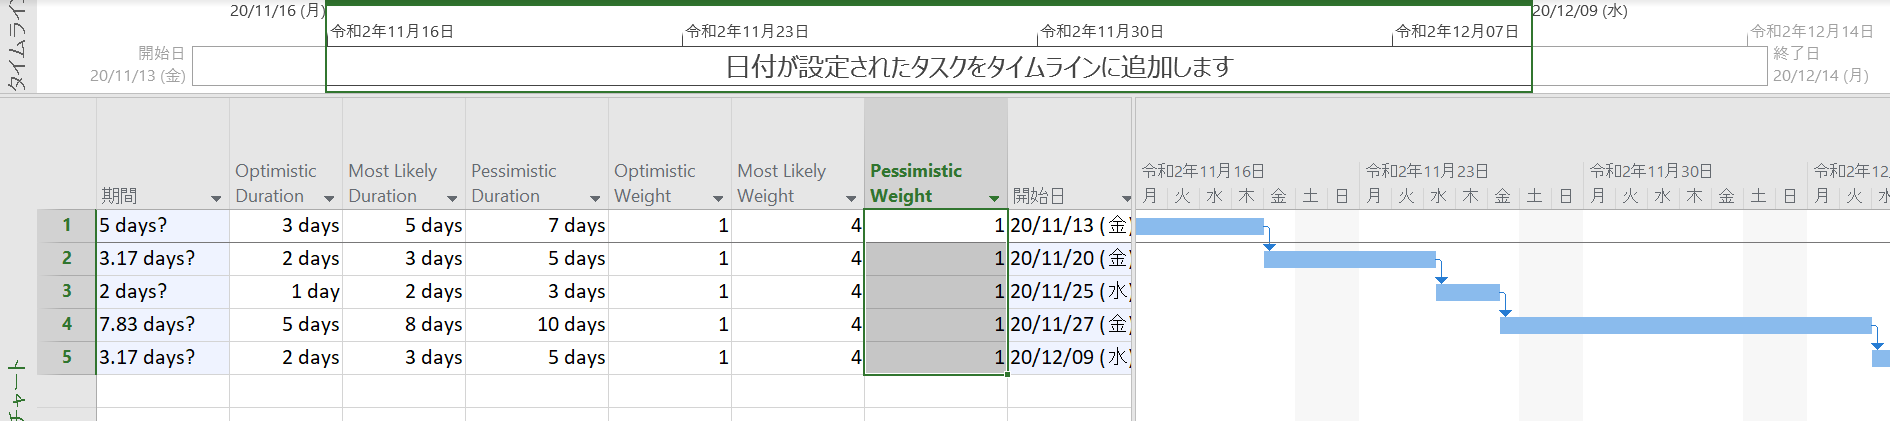 タイムライン
20/11/16 (月)
20/12/09 (水)
令和2年11月16日
令和2年11月23日
令和2年11月30日
令和2年12月07日
令和2年12月14日
開始日
20/11/13 (金)
日付が設定されたタスクをタイムラインに追加します
終了日
20/12/14 (月)
期間
Optimistic Duration
Most Likely Duration
Pessimistic Duration
Optimistic Weight
Most Likely Weight
Pessimistic Weight
開始日
令和2年11月16日
令和2年11月23日
令和2年11月30日
令和2年12
月 火 水 木 金 土 日 月 火 水 木 金 土 日 月 火 水 木 金 土 日 月 火 水
1 5 days? 3 days 5 days 7 days 1 4 1 20/11/13 (金)
2 3.17 days? 2 days 3 days 5 days 1 4 1 20/11/20 (金)
3 2 days? 1 day 2 days 3 days 1 4 1 20/11/25 (水)
4 7.83 days? 5 days 8 days 10 days 1 4 1 20/11/27 (金)
5 3.17 days? 2 days 3 days 5 days 1 4 1 20/12/09 (水)
チャート